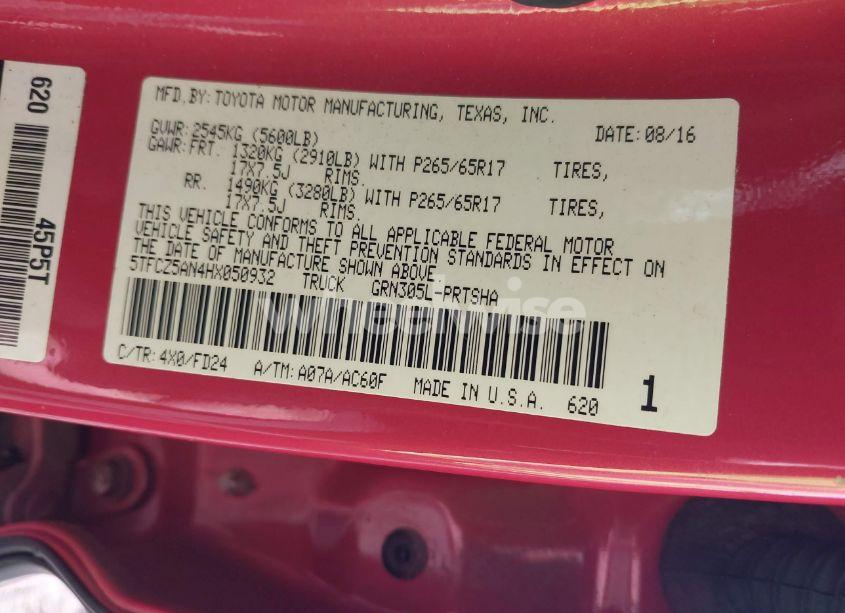 620
45P5T
MFD.BY: TOYOTA MOTOR MANUFACTURING, TEXAS, INC.
DATE: 08/16
GVWR: 2545KG (5600LB)
GAWR: FRT. 1320KG (2910LB) WITH P265/65R17 TIRES,
17X7.5J RIMS.
RR. 1490KG (3280LB) WITH P265/65R17 TIRES,
17X7.5J RIMS.
THIS VEHICLE CONFORMS TO ALL APPLICABLE FEDERAL MOTOR
VEHICLE SAFETY AND THEFT PREVENTION STANDARDS IN EFFECT ON
THE DATE OF MANUFACTURE SHOWN ABOVE.
5TFCZ5AN4HX050932 TRUCK GRN305L-PRTSHA
wheelwise
C/TR: 4X0/FD24 A/TM: A07A/AC60F MADE IN U.S.A. 620 1